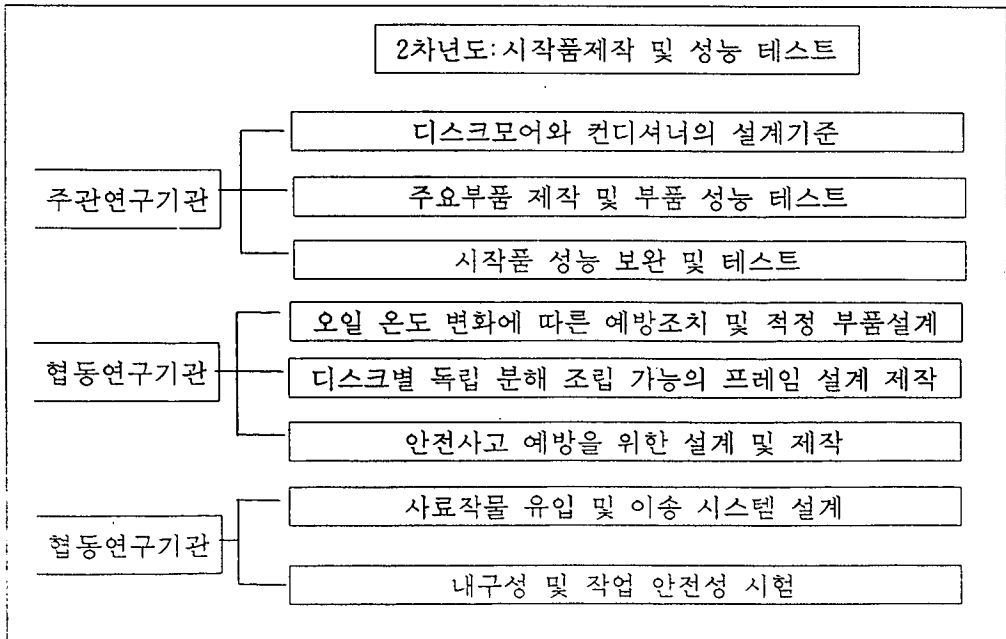 2차년도:시작품제작 및 성능 테스트
주관연구기관
디스크모어와 컨디셔너의 설계기준
주요부품 제작 및 부품 성능 테스트
시작품 성능 보완 및 테스트
협동연구기관
오일 온도 변화에 따른 예방조치 및 적정 부품설계
디스크별 독립 분해 조립 가능의 프레임 설계 제작
안전사고 예방을 위한 설계 및 제작
협동연구기관
사료작물 유입 및 이송 시스템 설계
내구성 및 작업 안전성 시험